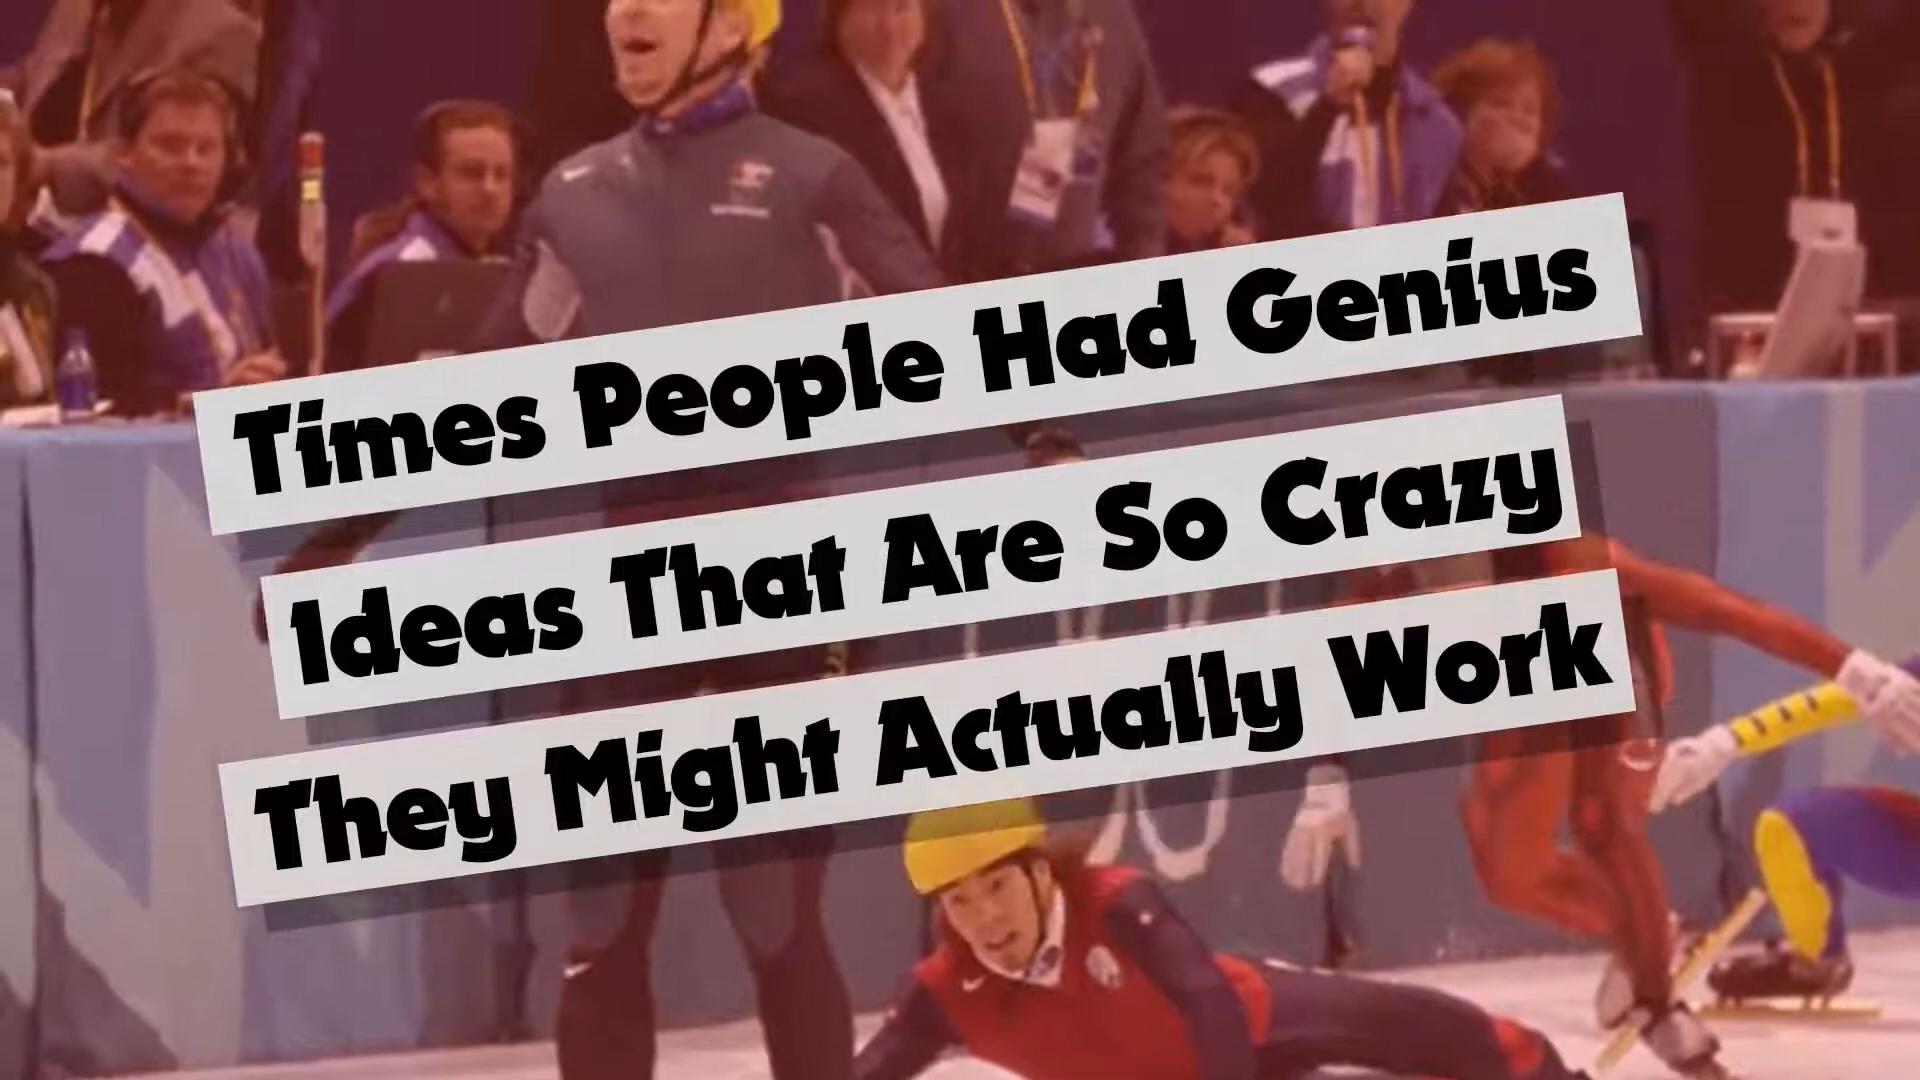 Times People Had Genius
Ideas That Are So Crazy
They Might Actually Work